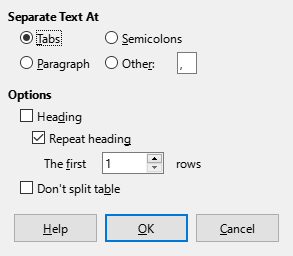 Separate Text At
Tabs Semicolons
Paragraph Other: ,
Options
Heading
Repeat heading
The first 1 rows
Don't split table
Help OK Cancel